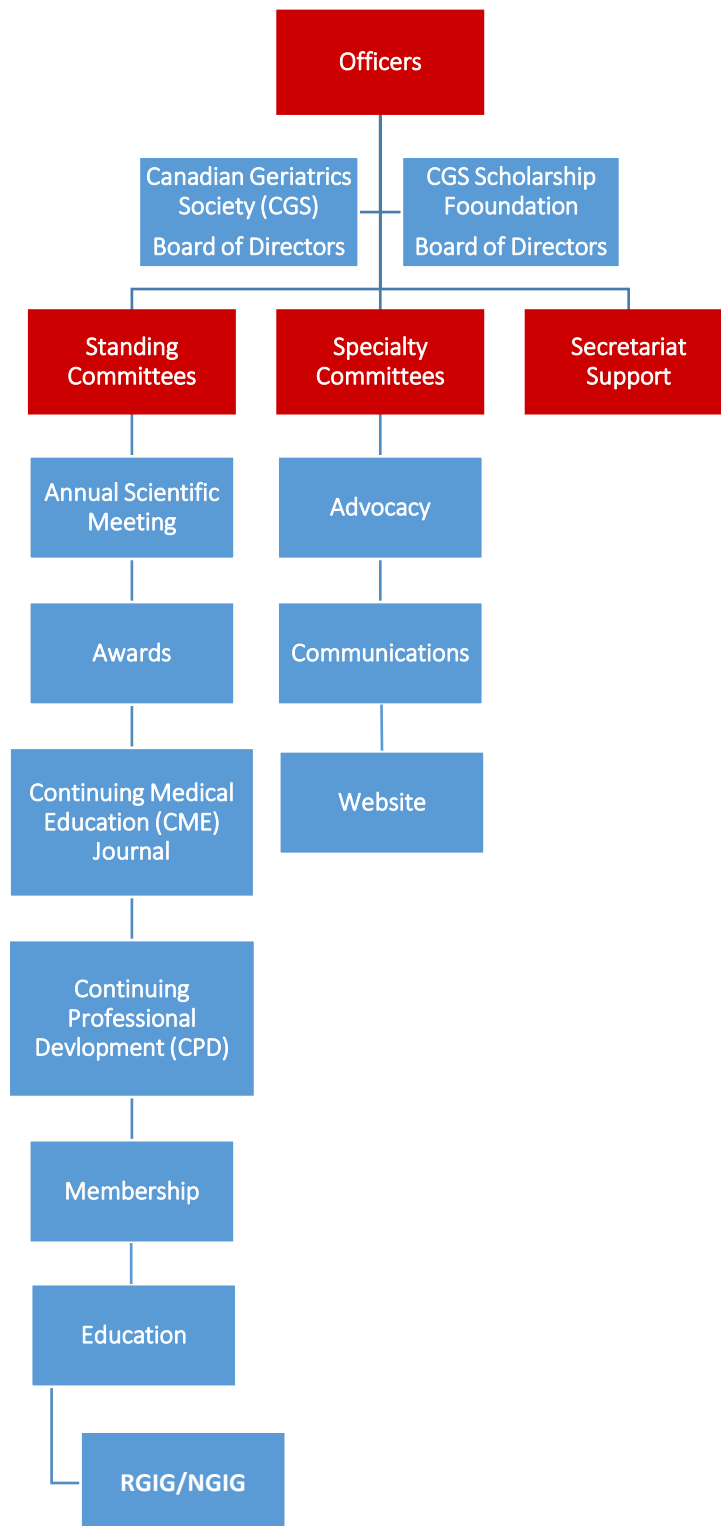 Officers
Canadian Geriatrics
Society (CGS)
Board of Directors
CGS Scholarship
Fooundation
Board of Directors
Standing
Committees
Specialty
Committees
Secretariat
Support
Annual Scientific
Meeting
Advocacy
Awards
Communications
Continuing Medical
Education (CME)
Journal
Website
Continuing
Professional
Devlopment (CPD)
Membership
Education
RGIG/NGIG